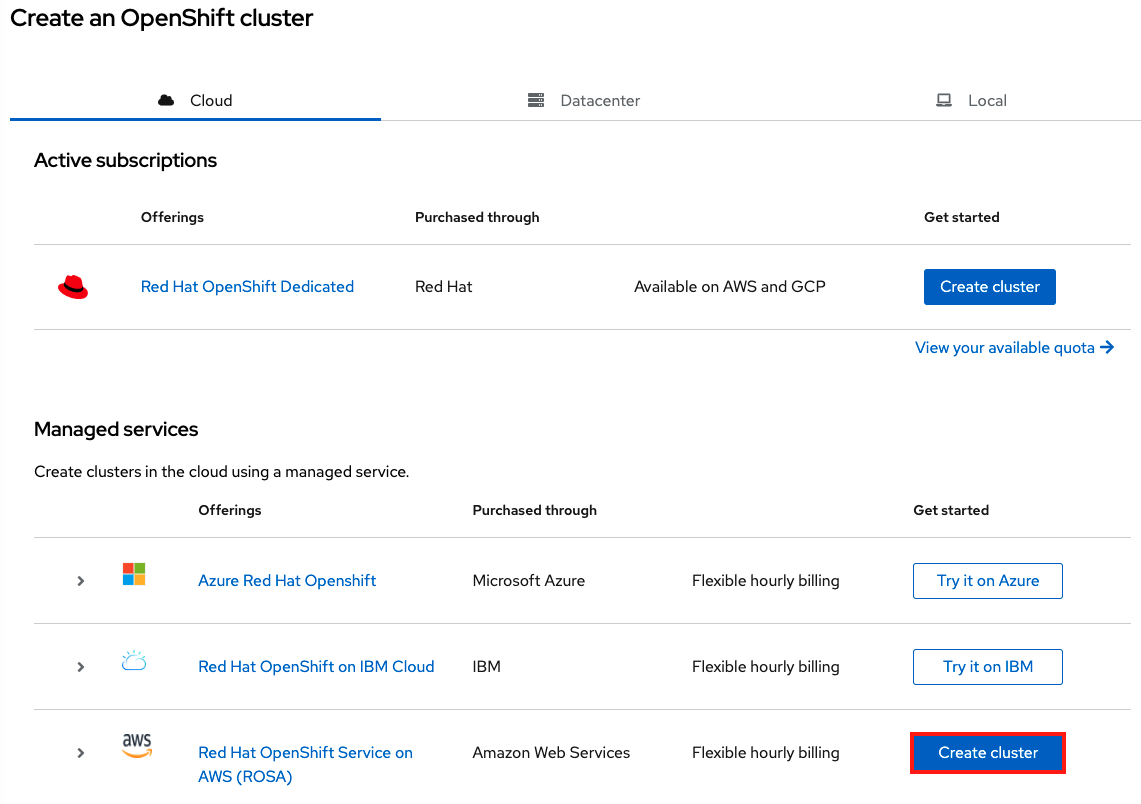 Create an OpenShift cluster
Cloud
Datacenter
Local
Active subscriptions
Offerings Purchased through Get started
Red Hat OpenShift Dedicated Red Hat Available on AWS and GCP Create cluster
View your available quota
Managed services
Create clusters in the cloud using a managed service.
Offerings Purchased through Get started
Azure Red Hat Openshift Microsoft Azure Flexible hourly billing Try it on Azure
Red Hat OpenShift on IBM Cloud IBM Flexible hourly billing Try it on IBM
aws Red Hat OpenShift Service on Amazon Web Services Flexible hourly billing Create cluster
AWS (ROSA)